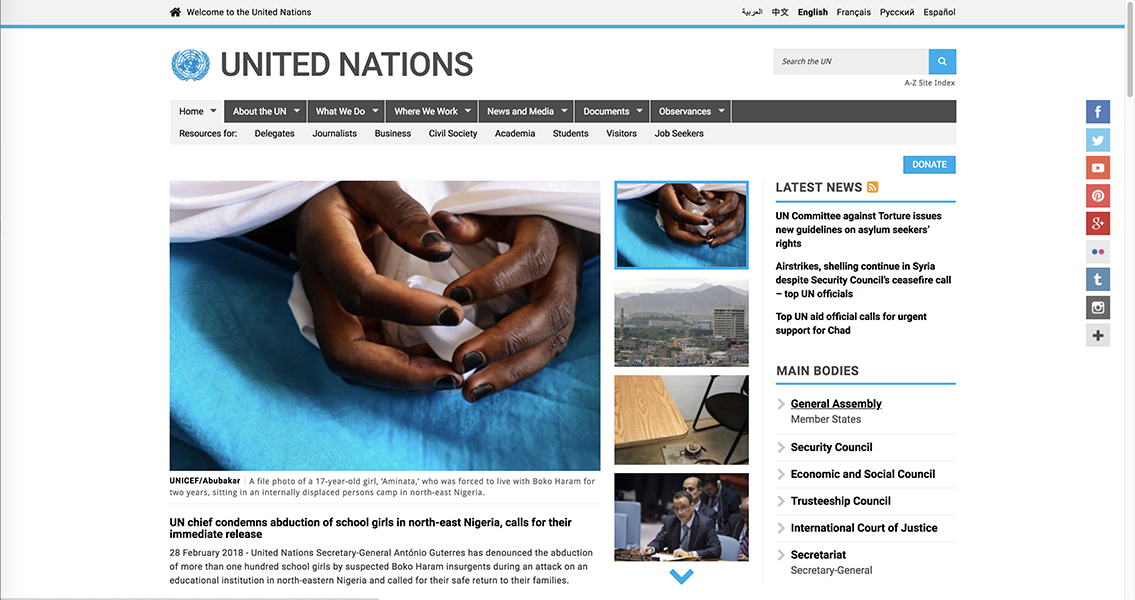 Welcome to the United Nations
العربية 中文 English Français Русский Español
UNITED NATIONS
Search the UN
A-Z Site Index
Home About the UN What We Do Where We Work News and Media Documents Observances
Resources for: Delegates Journalists Business Civil Society Academia Students Visitors Job Seekers
DONATE
UNICEF/Abubakar | A file photo of a 17-year-old girl, 'Aminata,' who was forced to live with Boko Haram for
two years, sitting in an internally displaced persons camp in north-east Nigeria.
UN chief condemns abduction of school girls in north-east Nigeria, calls for their
immediate release
28 February 2018 - United Nations Secretary-General António Guterres has denounced the abduction
of more than one hundred school girls by suspected Boko Haram insurgents during an attack on an
educational institution in north-eastern Nigeria and called for their safe return to their families.
LATEST NEWS
UN Committee against Torture issues
new guidelines on asylum seekers'
rights
Airstrikes, shelling continue in Syria
despite Security Council's ceasefire call
– top UN officials
Top UN aid official calls for urgent
support for Chad
MAIN BODIES
General Assembly
Member States
Security Council
Economic and Social Council
Trusteeship Council
International Court of Justice
Secretariat
Secretary-General